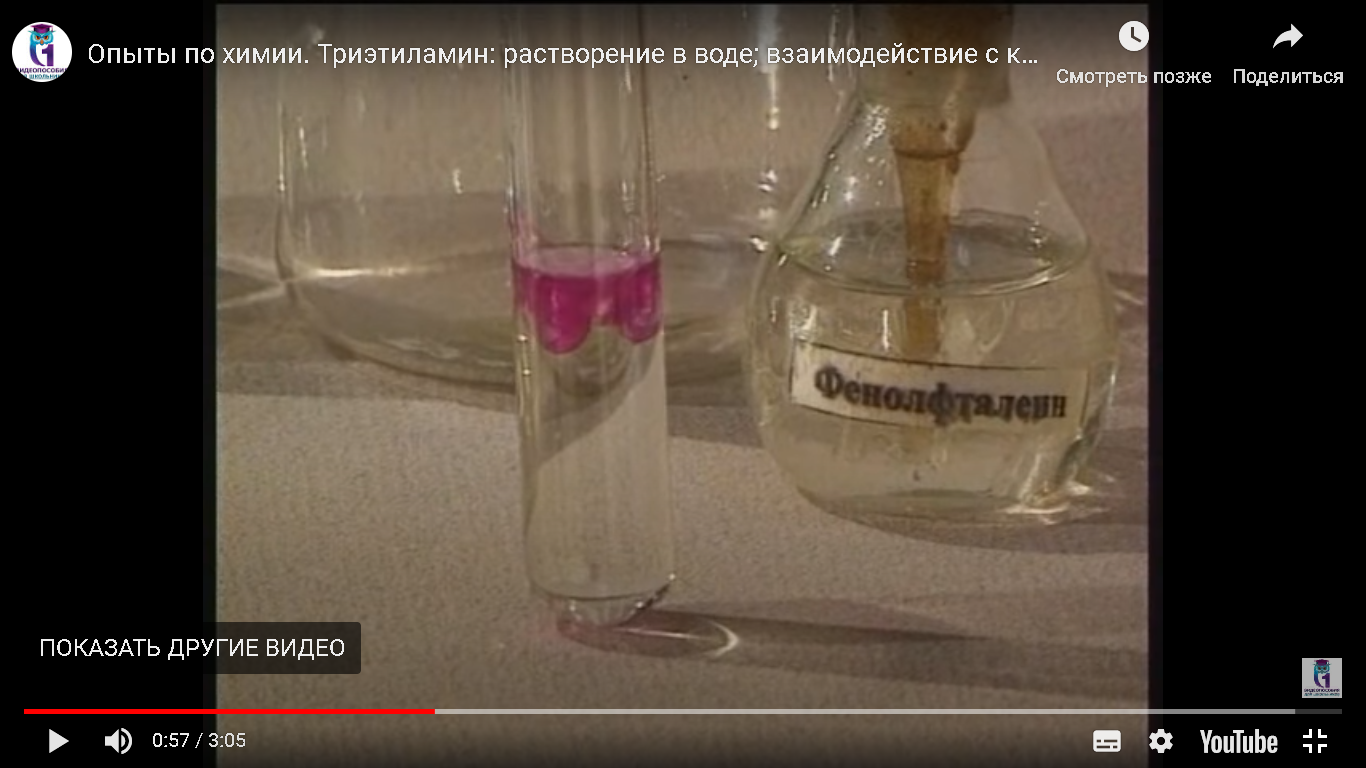 Опыты по химии. Триэтиламин: растворение в воде; взаимодействие с к...
Смотреть позже
Поделиться
Фенолфталеин
ПОКАЗАТЬ ДРУГИЕ ВИДЕО
0:57 / 3:05
YouTube